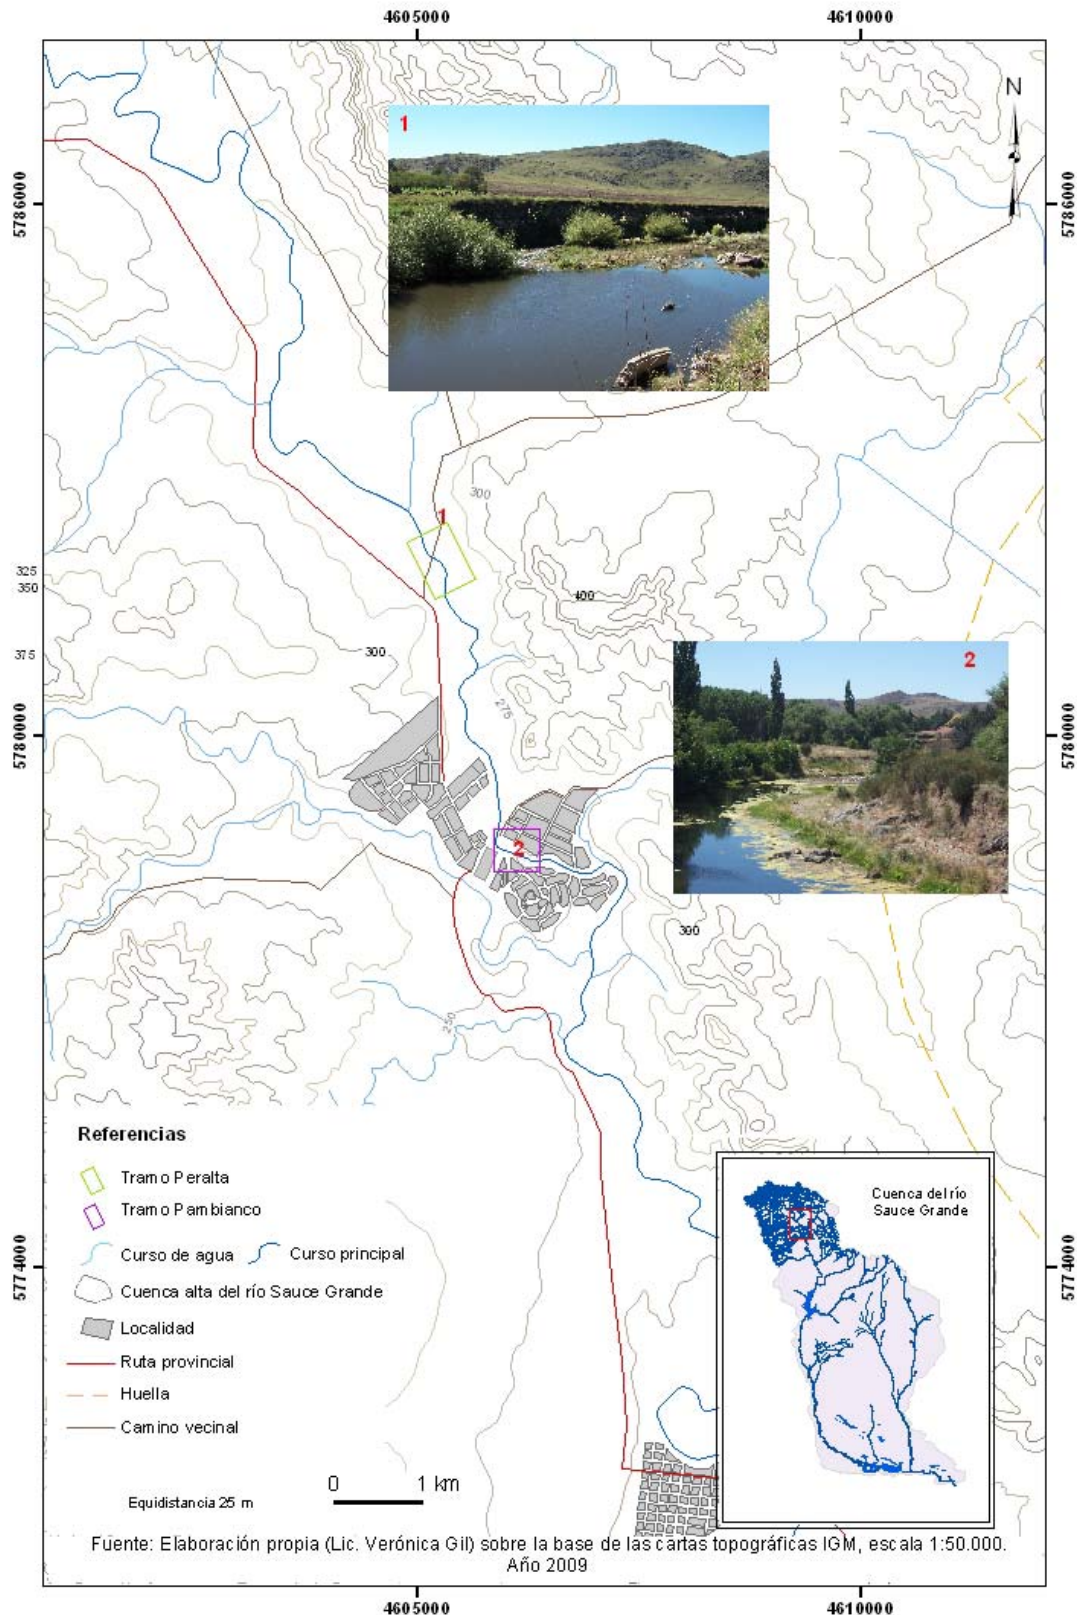 4605000
4610000
N
1
5786000
5786000
300
1
325
350
400
375
300
2
275
5780000
5780000
2
300
250
Referencias
Tramo Peralta
Tramo Pambianco
Curso de agua
Curso principal
Cuenca alta del río Sauce Grande
Localidad
Ruta provincial
Huella
Camino vecinal
5774000
5774000
Cuenca del río
Sauce Grande
0
1 km
Equidistancia 25 m
Fuente: Elaboración propia (Lic. Verónica Gil) sobre la base de las cartas topográficas IGM, escala 1:50.000.
Año 2009
4605000
4610000